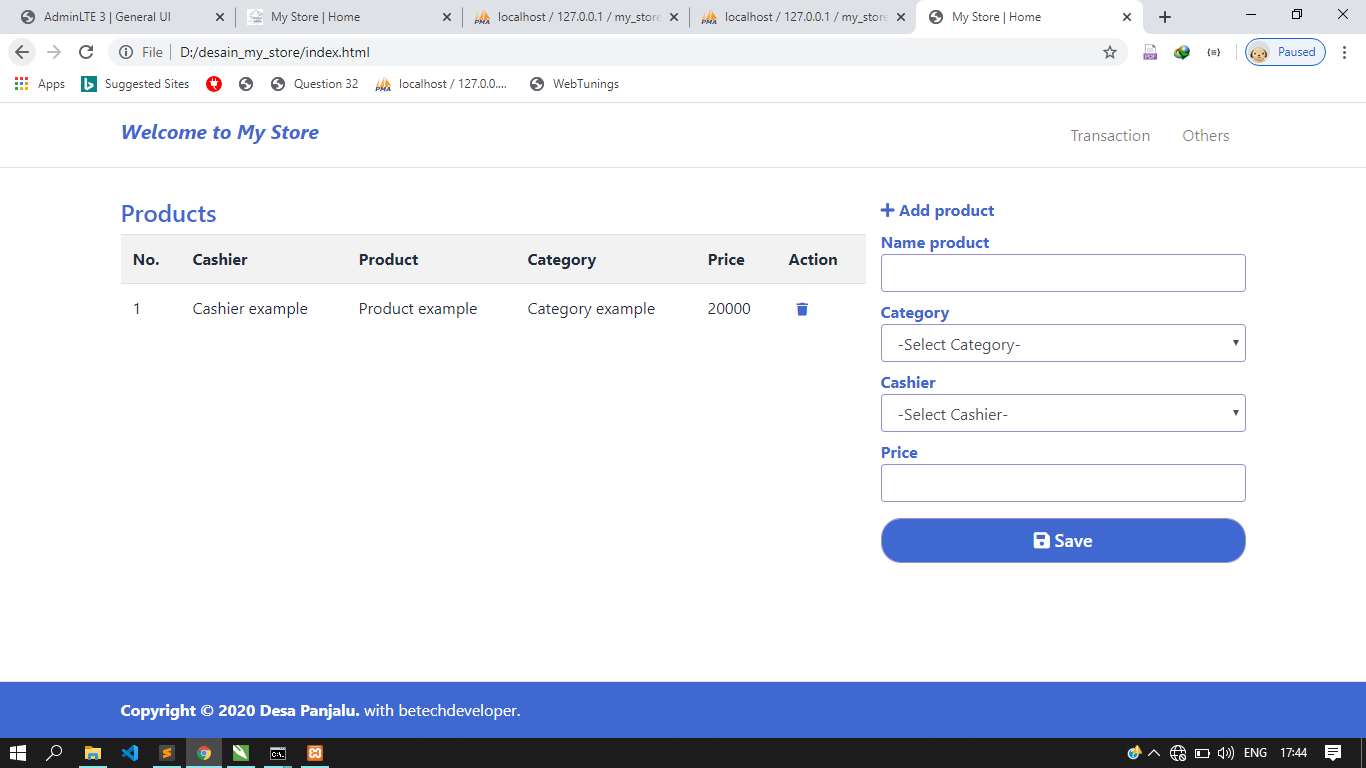 AdminLTE 3 | General UI
My Store | Home
localhost / 127.0.0.1 / my_store
localhost / 127.0.0.1 / my_store
My Store | Home
File
D:/desain_my_store/index.html
PDF
Paused
Apps
Suggested Sites
Question 32
PMA localhost / 127.0.0....
WebTunings
Welcome to My Store
Transaction Others
Products
No. Cashier Product Category Price Action
1 Cashier example Product example Category example 20000
Add product
Name product
Category
-Select Category-
Cashier
-Select Cashier-
Price
Save
Copyright © 2020 Desa Panjalu. with betechdeveloper.
ENG 17:44